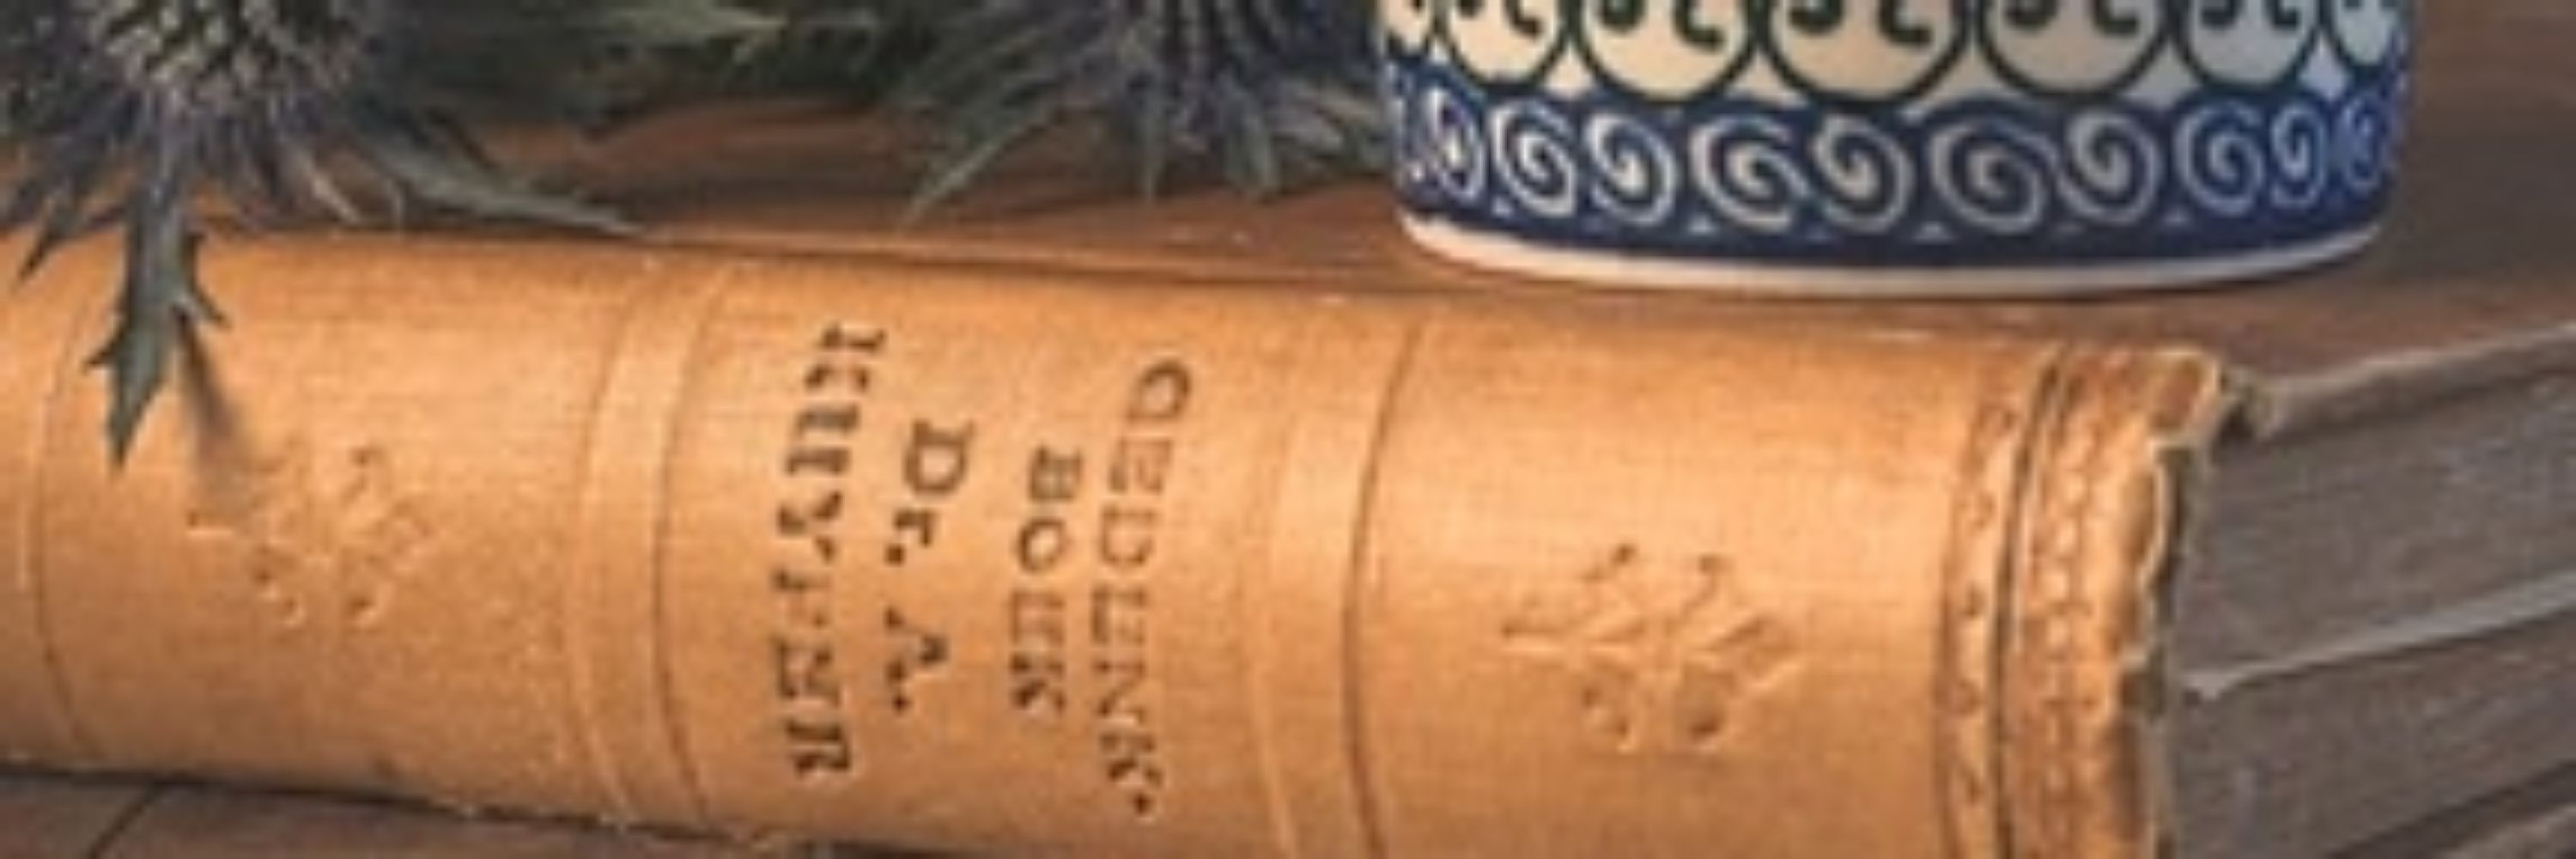 GEDENK-
BOEK
Dr. A.
KUYPER